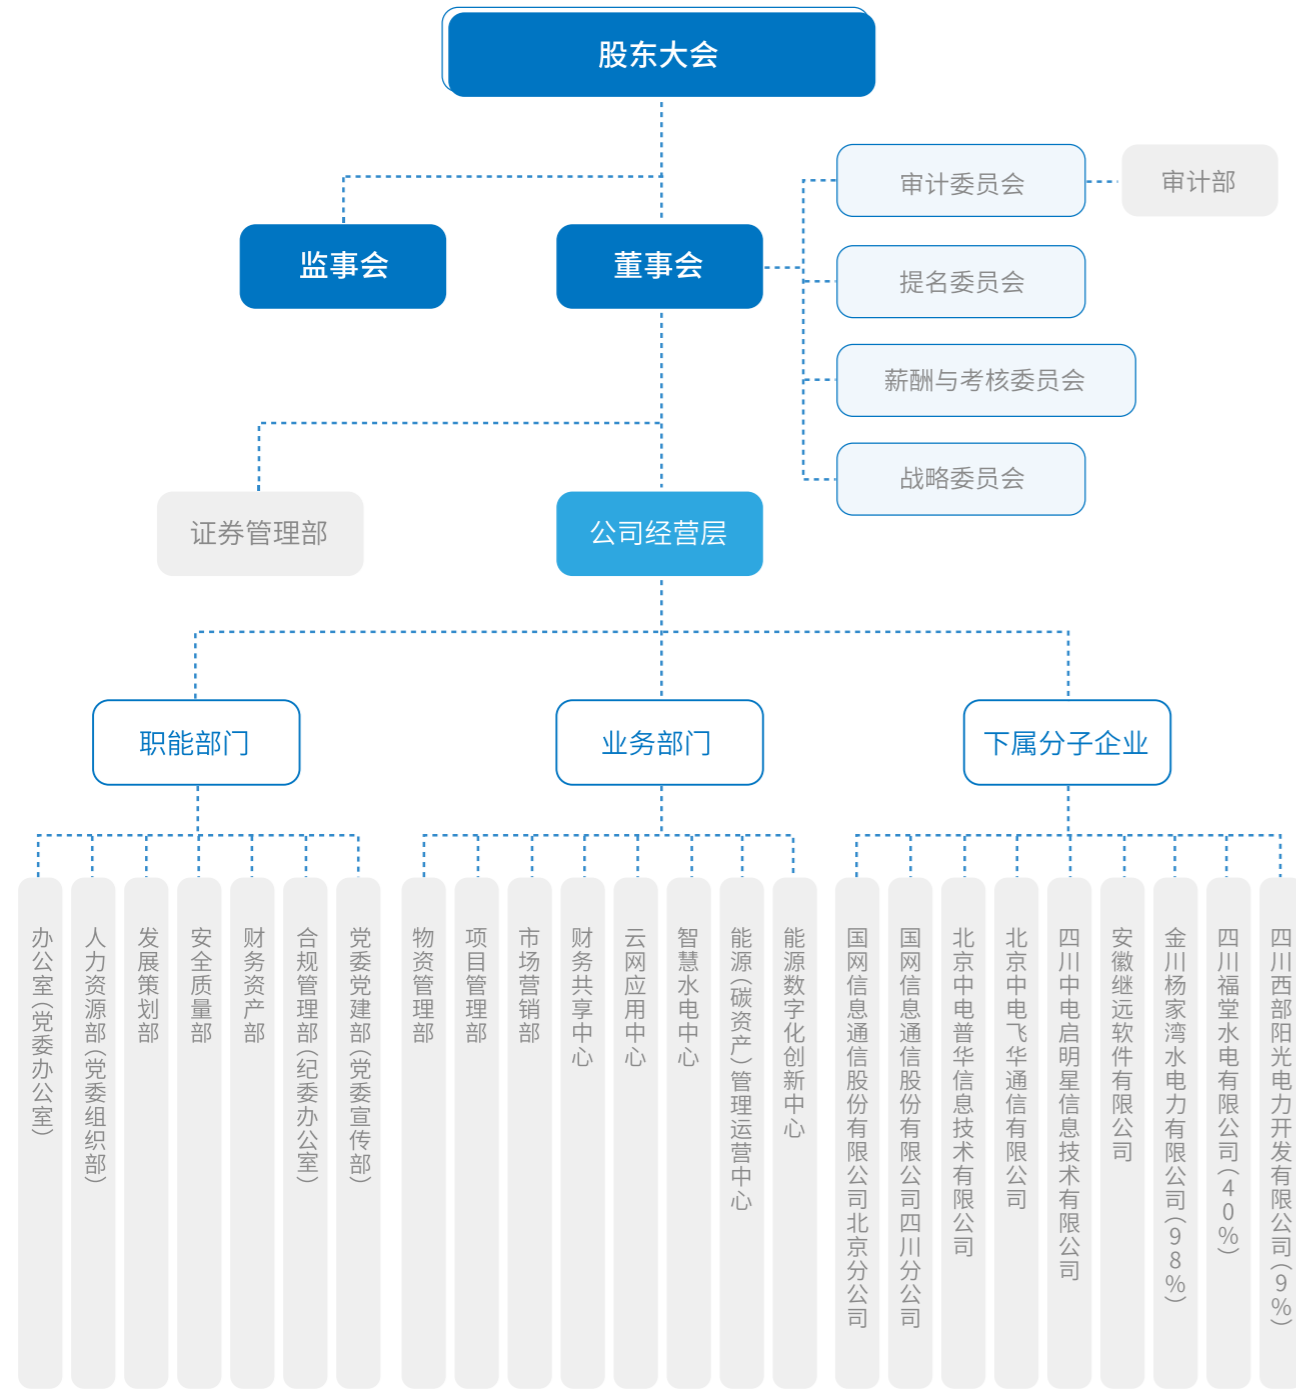 股东大会
监事会
董事会
审计委员会
审计部
提名委员会
薪酬与考核委员会
战略委员会
证券管理部
公司经营层
职能部门
业务部门
下属分子企业
办公室(党委办公室)
人力资源部(党委组织部)
发展策划部
安全质量部
财务资产部
合规管理部(纪委办公室)
党委党建部(党委宣传部)
物资管理部
项目管理部
市场营销部
财务共享中心
云网应用中心
智慧水电中心
能源(碳资产)管理运营中心
能源数字化创新中心
国网信息通信股份有限公司北京分公司
国网信息通信股份有限公司四川分公司
北京中电普华信息技术有限公司
北京中电飞华通信有限公司
四川中电启明星信息技术有限公司
安徽继远软件有限公司
金川杨家湾水电力有限公司(98%)
四川福堂水电有限公司(40%)
四川西部阳光电力开发有限公司(9%)